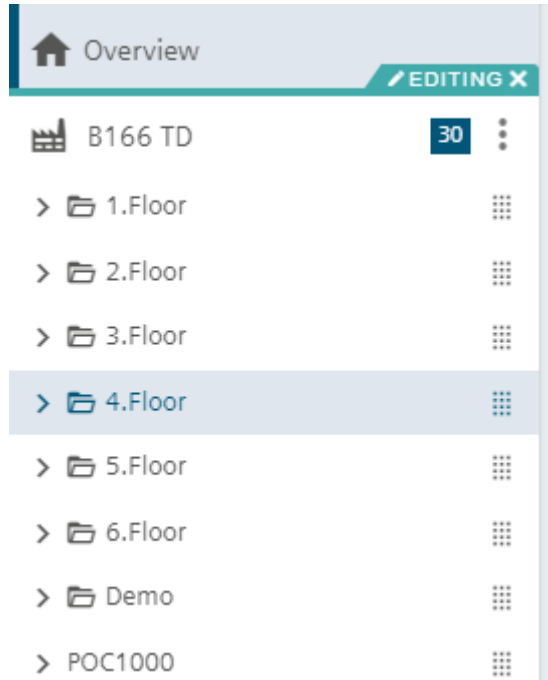 Overview
EDITING
B166 TD 30
1.Floor
2.Floor
3.Floor
4.Floor
5.Floor
6.Floor
Demo
POC1000